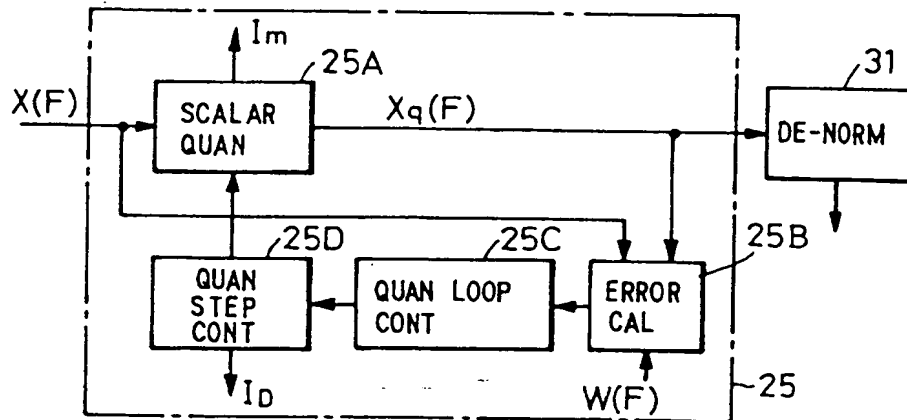 Im
25A
31
X(F)
SCALAR
QUAN
Xq(F)
DE-NORM
25D
25C
25B
QUAN
STEP
CONT
QUAN LOOP
CONT
ERROR
CAL
ID
W(F)
25